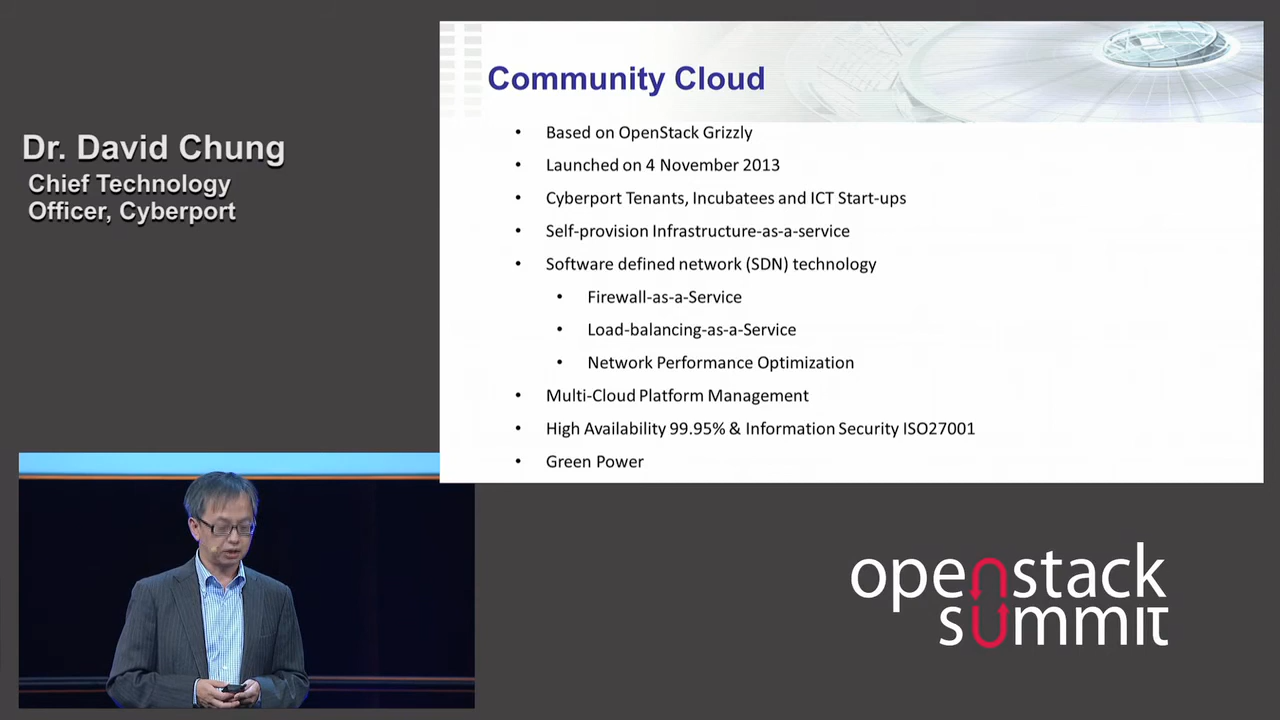 Dr. David Chung
Chief Technology
Officer, Cyberport
Community Cloud
• Based on OpenStack Grizzly
• Launched on 4 November 2013
• Cyberport Tenants, Incubatees and ICT Start-ups
• Self-provision Infrastructure-as-a-service
• Software defined network (SDN) technology
• Firewall-as-a-Service
• Load-balancing-as-a-Service
• Network Performance Optimization
• Multi-Cloud Platform Management
• High Availability 99.95% & Information Security ISO27001
• Green Power
openstack
summit